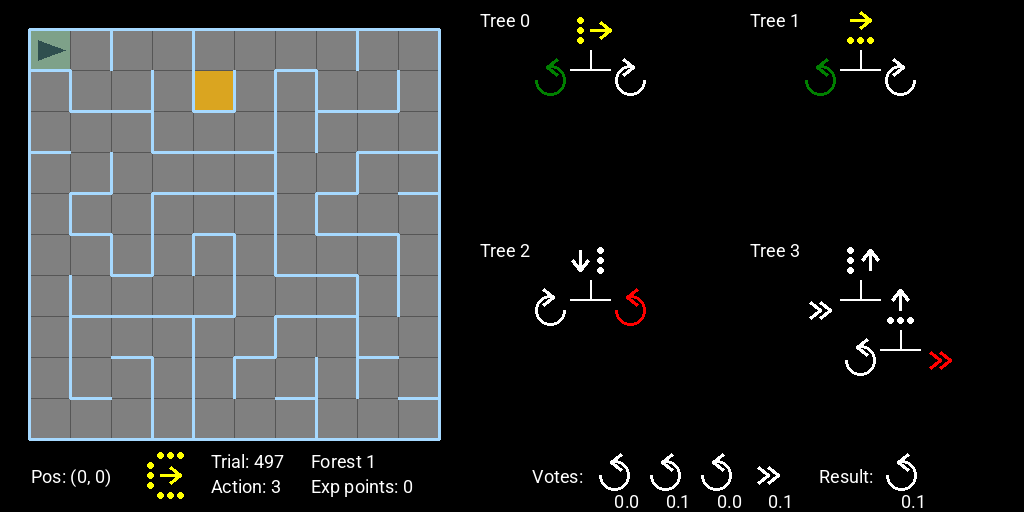 Tree 0
Tree 1
Tree 2
Tree 3
Pos: (0, 0)
Trial: 497
Forest 1
Action: 3
Exp points: 0
Votes:
0.0
0.1
0.0
0.1
Result:
0.1